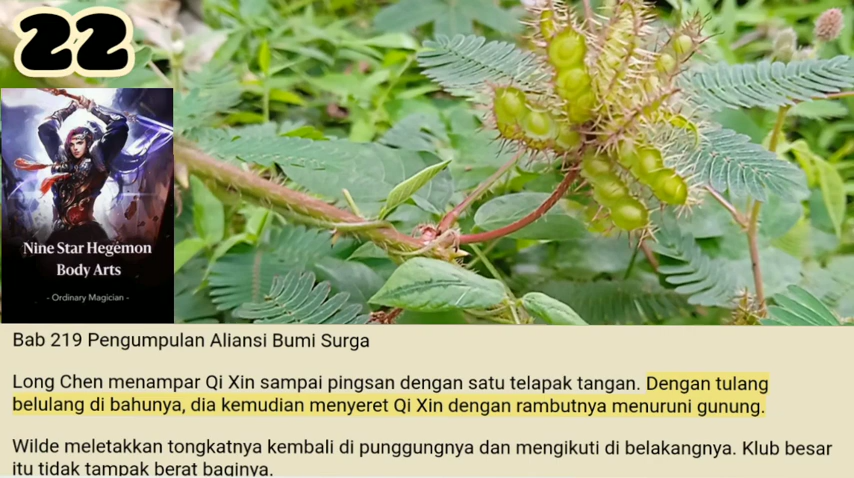 22
Nine Star Hegemon
Body Arts
- Ordinary Magician -
Bab 219 Pengumpulan Aliansi Bumi Surga
Long Chen menampar Qi Xin sampai pingsan dengan satu telapak tangan. Dengan tulang
belulang di bahunya, dia kemudian menyeret Qi Xin dengan rambutnya menuruni gunung.
Wilde meletakkan tongkatnya kembali di punggungnya dan mengikuti di belakangnya. Klub besar
itu tidak tampak berat baginya.